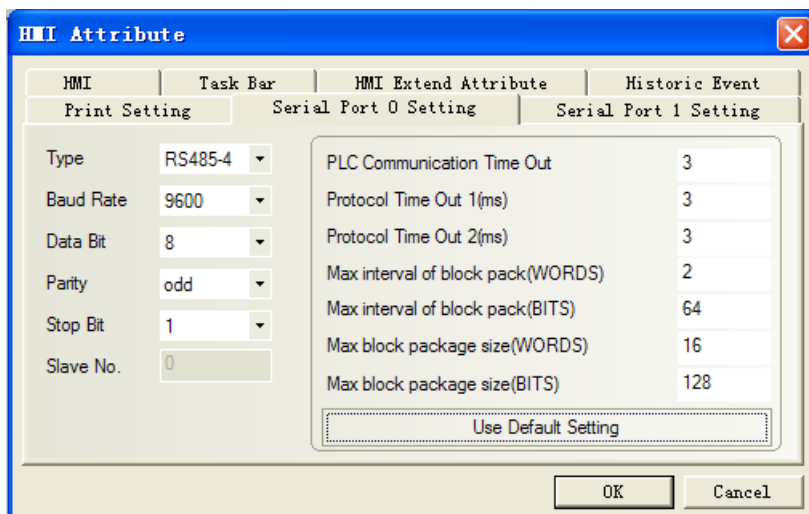 HMI Attribute
HMI
Task Bar
HMI Extend Attribute
Historic Event
Print Setting
Serial Port 0 Setting
Serial Port 1 Setting
Type RS485-4
Baud Rate 9600
Data Bit 8
Parity odd
Stop Bit 1
Slave No. 0
PLC Communication Time Out 3
Protocol Time Out 1(ms) 3
Protocol Time Out 2(ms) 3
Max interval of block pack(WORDS) 2
Max interval of block pack(BITS) 64
Max block package size(WORDS) 16
Max block package size(BITS) 128
Use Default Setting
OK
Cancel